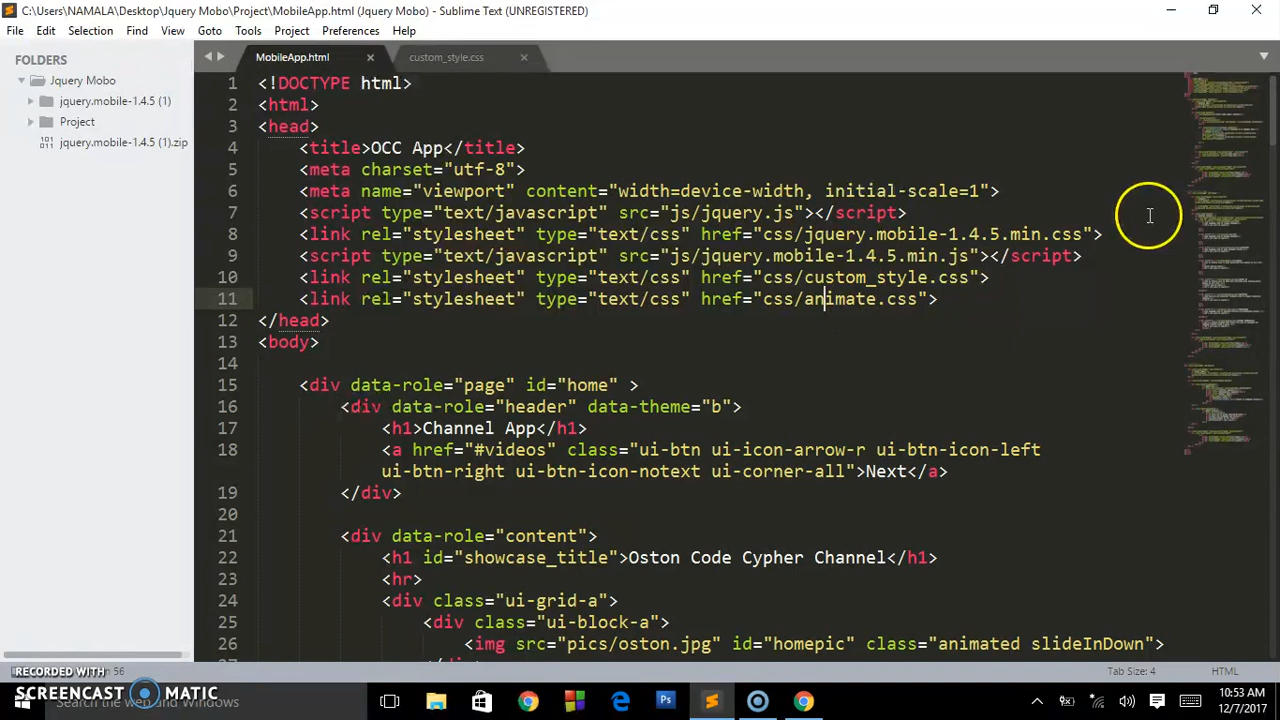 C:\Users\NAMALA\Desktop\Jquery Mobo\Project\MobileApp.html (Jquery Mobo) - Sublime Text (UNREGISTERED)
File Edit Selection Find View Goto Tools Project Preferences Help
FOLDERS
Jquery Mobo
jquery.mobile-1.4.5 (1)
Project
jquery.mobile-1.4.5 (1).zip
MobileApp.html custom_style.css
1 <!DOCTYPE html>
2 <html>
3 <head>
4 <title>OCC App</title>
5 <meta charset="utf-8">
6 <meta name="viewport" content="width=device-width, initial-scale=1">
7 <script type="text/javascript" src="js/jquery.js"></script>
8 <link rel="stylesheet" type="text/css" href="css/jquery.mobile-1.4.5.min.css">
9 <script type="text/javascript" src="js/jquery.mobile-1.4.5.min.js"></script>
10 <link rel="stylesheet" type="text/css" href="css/custom_style.css">
11 <link rel="stylesheet" type="text/css" href="css/animate.css">
12 </head>
13 <body>
14
15 <div data-role="page" id="home" >
16 <div data-role="header" data-theme="b">
17 <h1>Channel App</h1>
18 <a href="#videos" class="ui-btn ui-icon-arrow-r ui-btn-icon-left
ui-btn-right ui-btn-icon-notext ui-corner-all">Next</a>
19 </div>
20
21 <div data-role="content">
22 <h1 id="showcase_title">Oston Code Cypher Channel</h1>
23 <hr>
24 <div class="ui-grid-a">
25 <div class="ui-block-a">
26 <img src="pics/oston.jpg" id="homepic" class="animated slideInDown">
56 Tab Size: 4 HTML
RECORDED WITH
SCREENCAST MATIC
Search the web and Windows
10:53 AM
12/7/2017